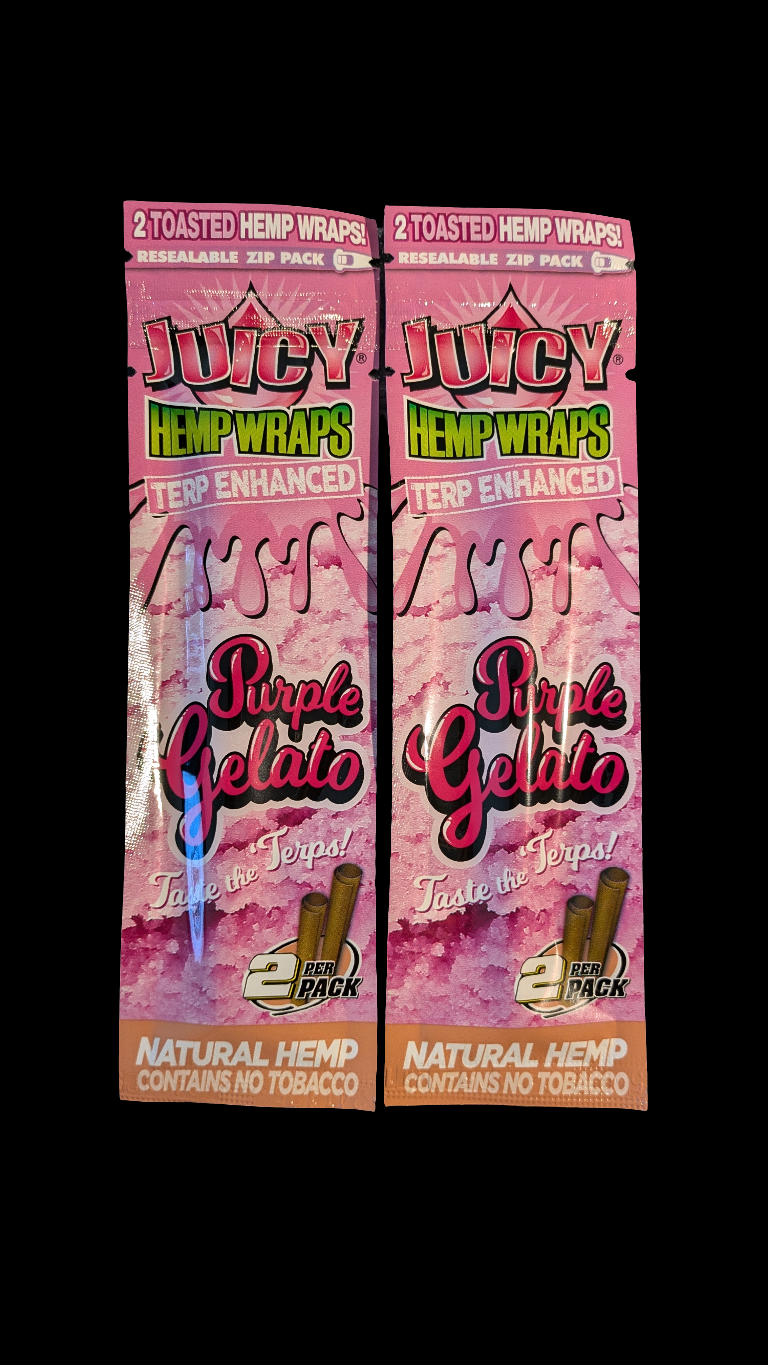 2 TOASTED HEMP WRAPS!
RESEALABLE ZIP PACK
JUICY®
HEMP WRAPS
TERP ENHANCED
Purple
Gelato
Taste the Terps!
2 PER
PACK
NATURAL HEMP
CONTAINS NO TOBACCO
2 TOASTED HEMP WRAPS!
RESEALABLE ZIP PACK
JUICY®
HEMP WRAPS
TERP ENHANCED
Purple
Gelato
Taste the Terps!
2 PER
PACK
NATURAL HEMP
CONTAINS NO TOBACCO